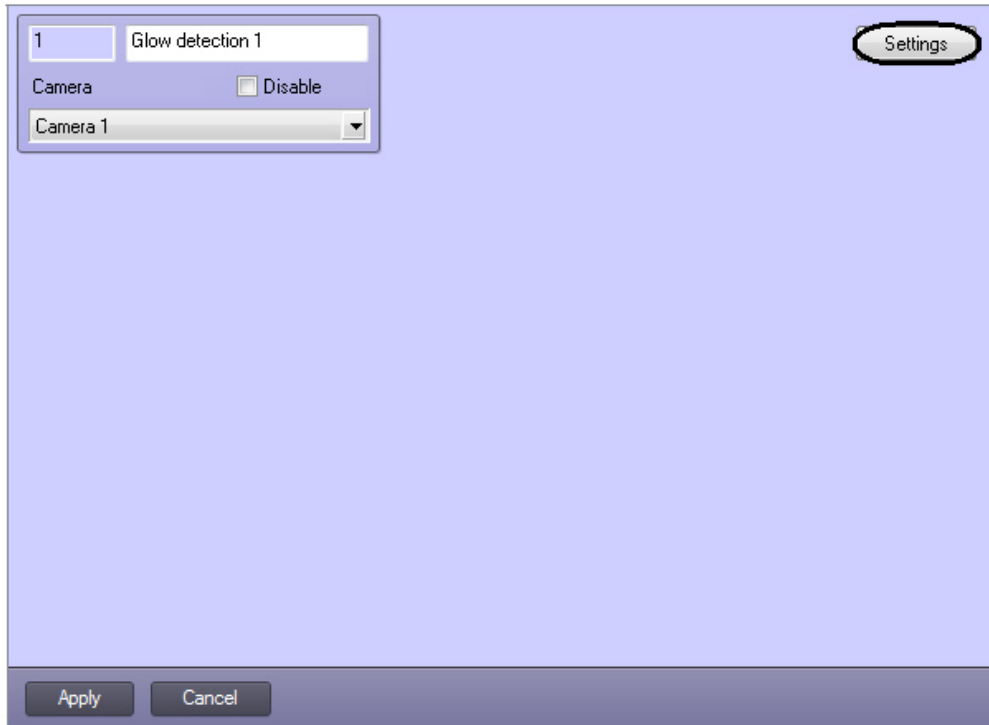 1 Glow detection 1
Settings
Camera Disable
Camera 1
Apply Cancel